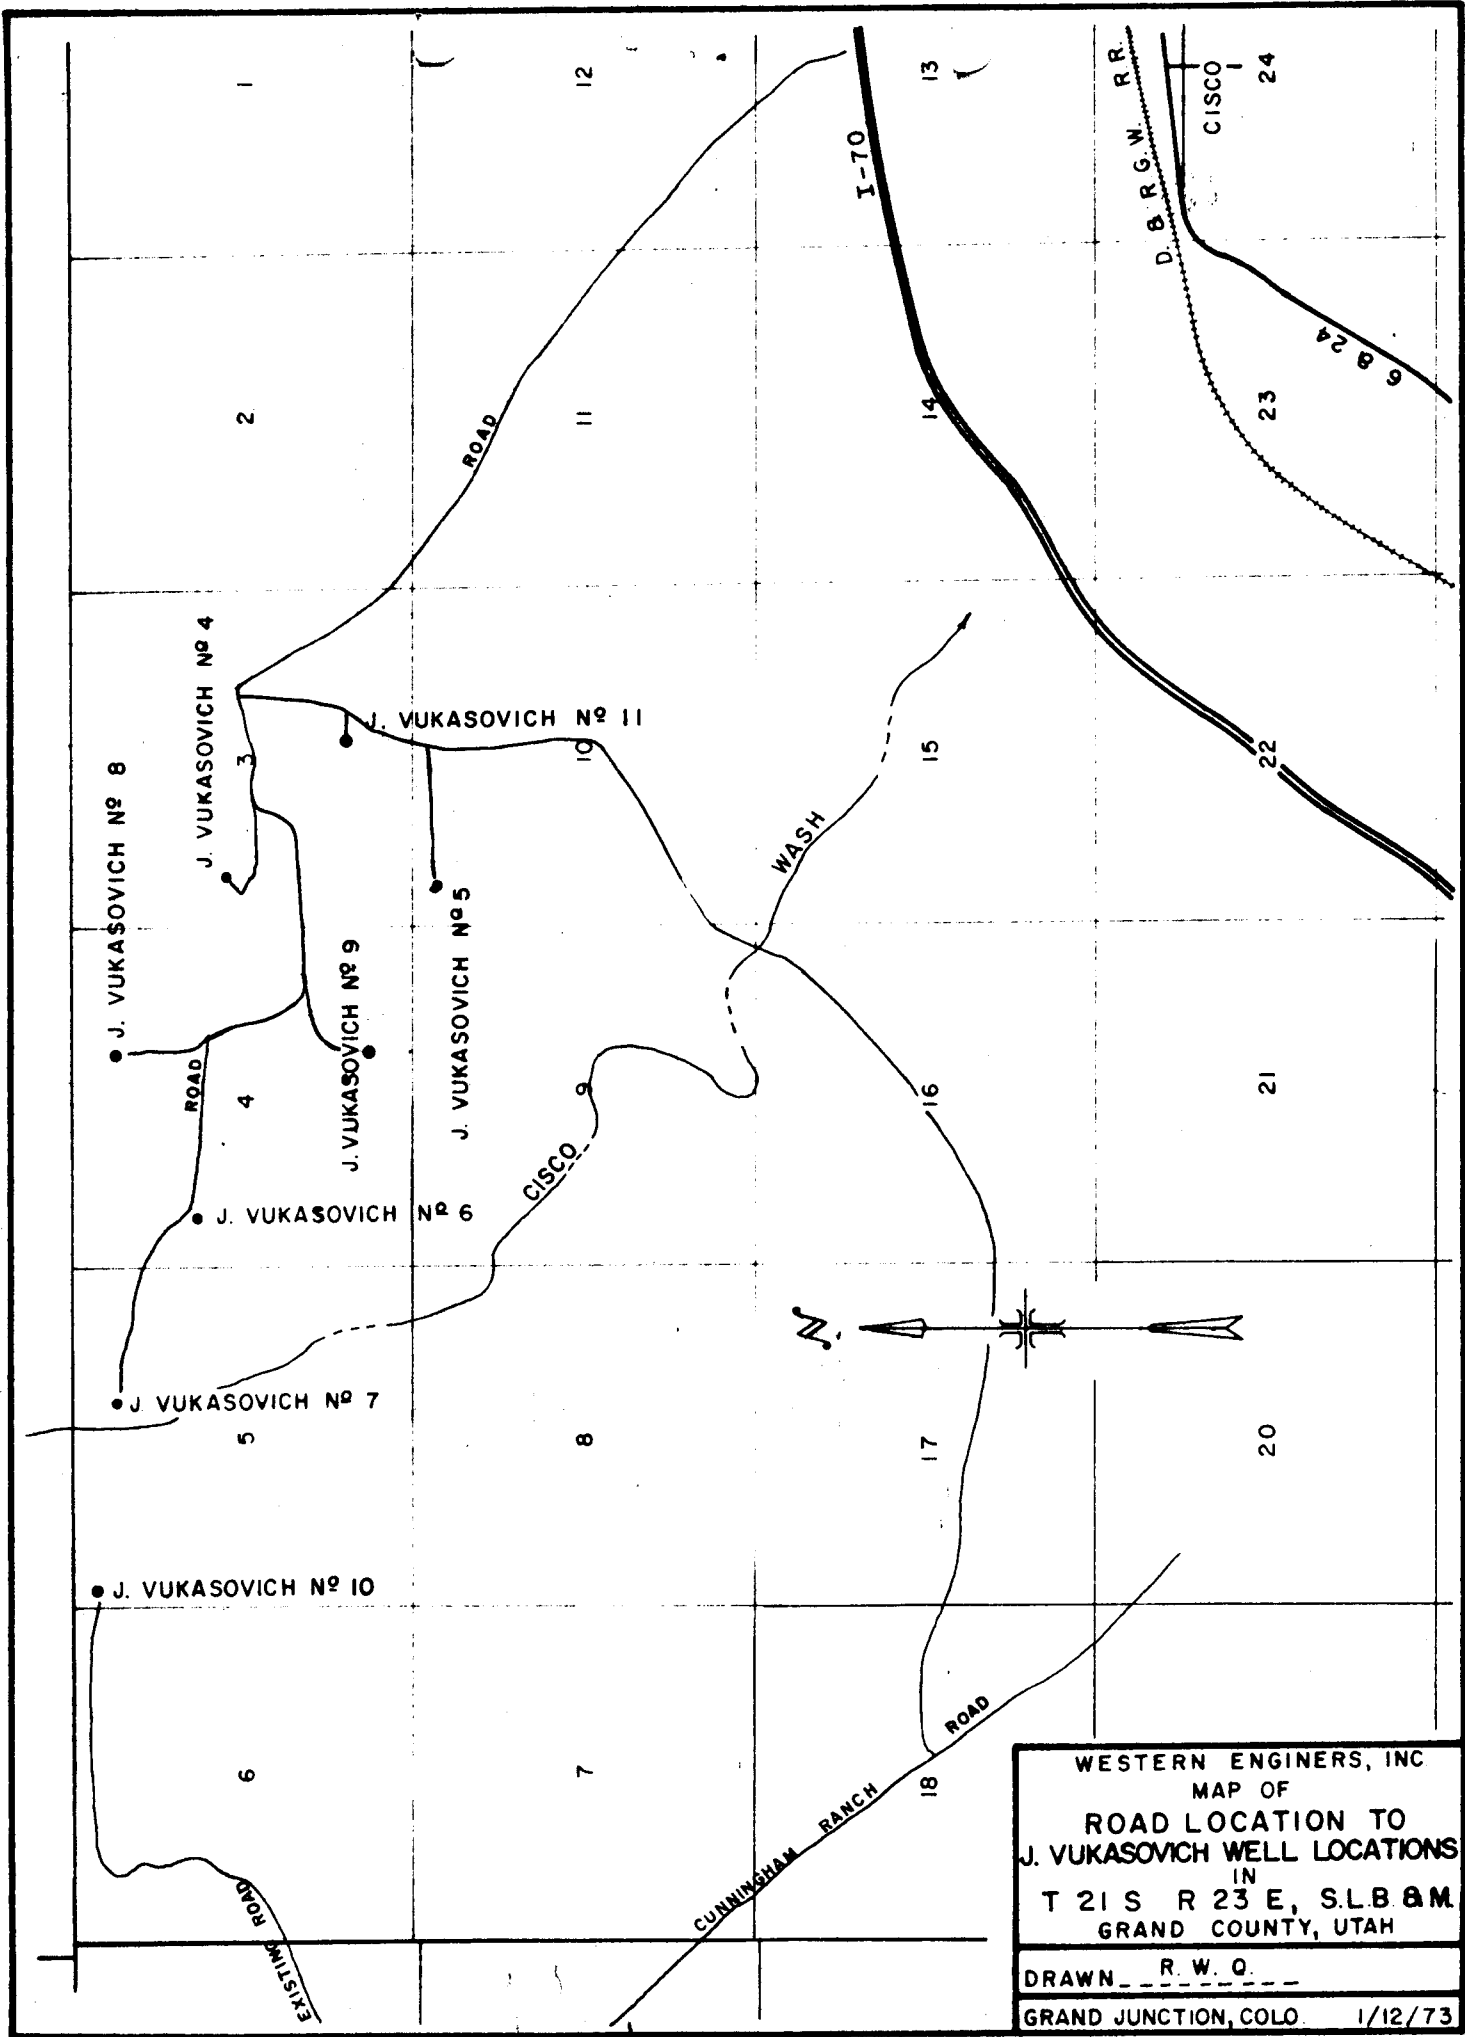 1
12
13
24
CISCO
D. & R.G.W. R.R.
I-70
6 & 24
2
11
14
23
ROAD
J. VUKASOVICH Nº 4
J. VUKASOVICH Nº 11
J. VUKASOVICH Nº 8
3
10
15
22
WASH
J. VUKASOVICH Nº 5
J. VUKASOVICH Nº 9
ROAD
4
9
16
21
CISCO
J. VUKASOVICH Nº 6
N.
J. VUKASOVICH Nº 7
5
8
17
20
J. VUKASOVICH Nº 10
6
7
18
CUNNINGHAM RANCH ROAD
EXISTING ROAD
WESTERN ENGINERS, INC
MAP OF
ROAD LOCATION TO
J. VUKASOVICH WELL LOCATIONS
IN
T 21 S R 23 E, S.L.B. & M.
GRAND COUNTY, UTAH
DRAWN R. W. Q.
GRAND JUNCTION, COLO. 1/12/73